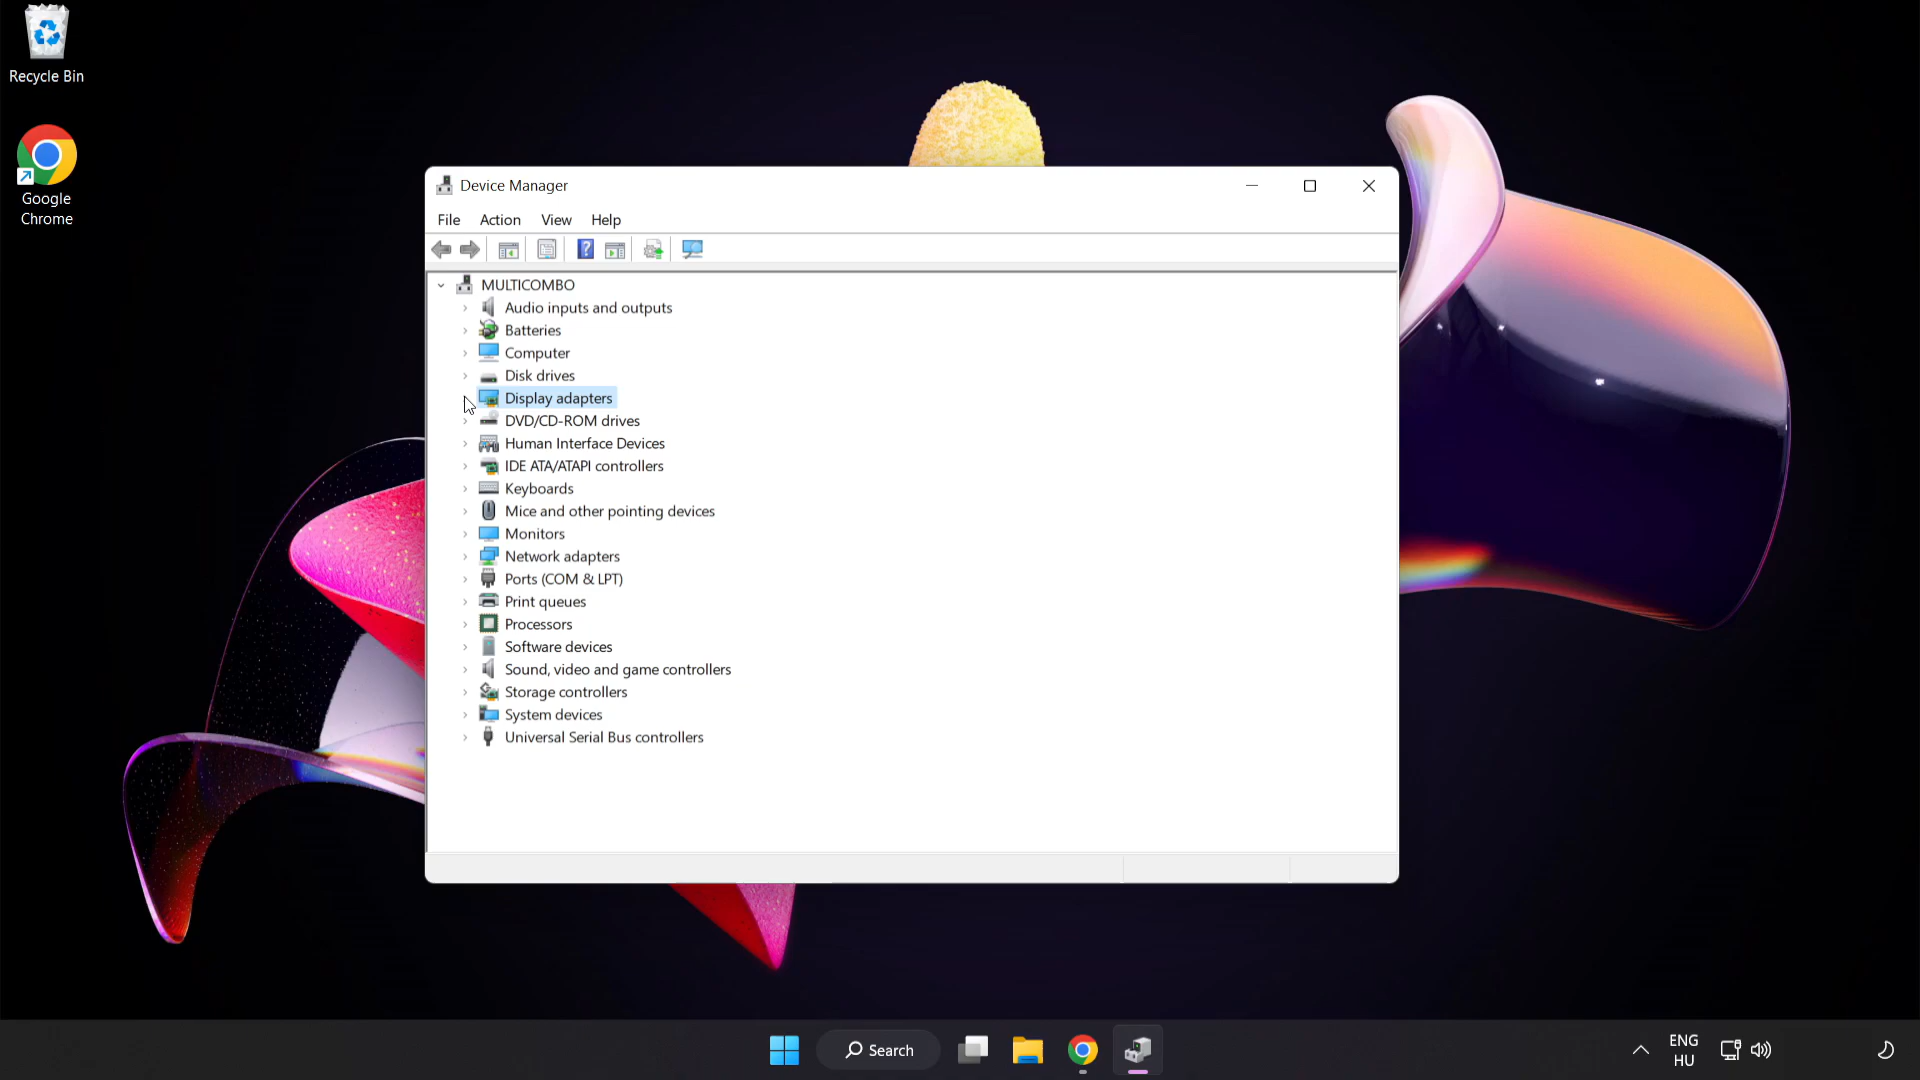 Recycle Bin
Google
Chrome
Device Manager
File Action View Help
MULTICOMBO
Audio inputs and outputs
Batteries
Computer
Disk drives
Display adapters
DVD/CD-ROM drives
Human Interface Devices
IDE ATA/ATAPI controllers
Keyboards
Mice and other pointing devices
Monitors
Network adapters
Ports (COM & LPT)
Print queues
Processors
Software devices
Sound, video and game controllers
Storage controllers
System devices
Universal Serial Bus controllers
Search
ENG
HU